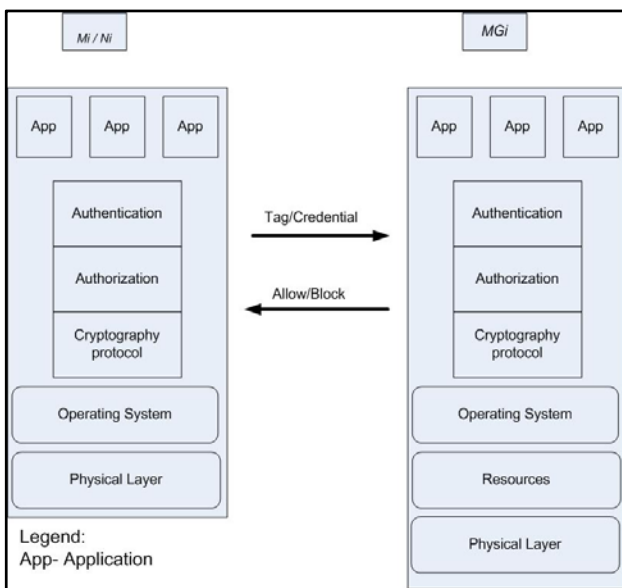 Mi / Ni
MGi
App App App
App App App
Authentication
Authentication
Tag/Credential
Authorization
Authorization
Allow/Block
Cryptography
protocol
Cryptography
protocol
Operating System
Operating System
Physical Layer
Resources
Physical Layer
Legend:
App- Application